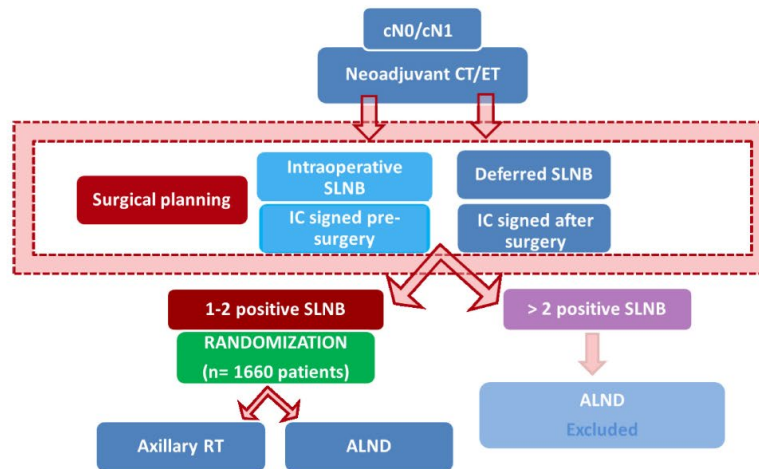 cN0/cN1
Neoadjuvant CT/ET
Surgical planning
Intraoperative
SLNB
IC signed pre-
surgery
Deferred SLNB
IC signed after
surgery
1-2 positive SLNB
RANDOMIZATION
(n= 1660 patients)
> 2 positive SLNB
Axillary RT
ALND
ALND
Excluded